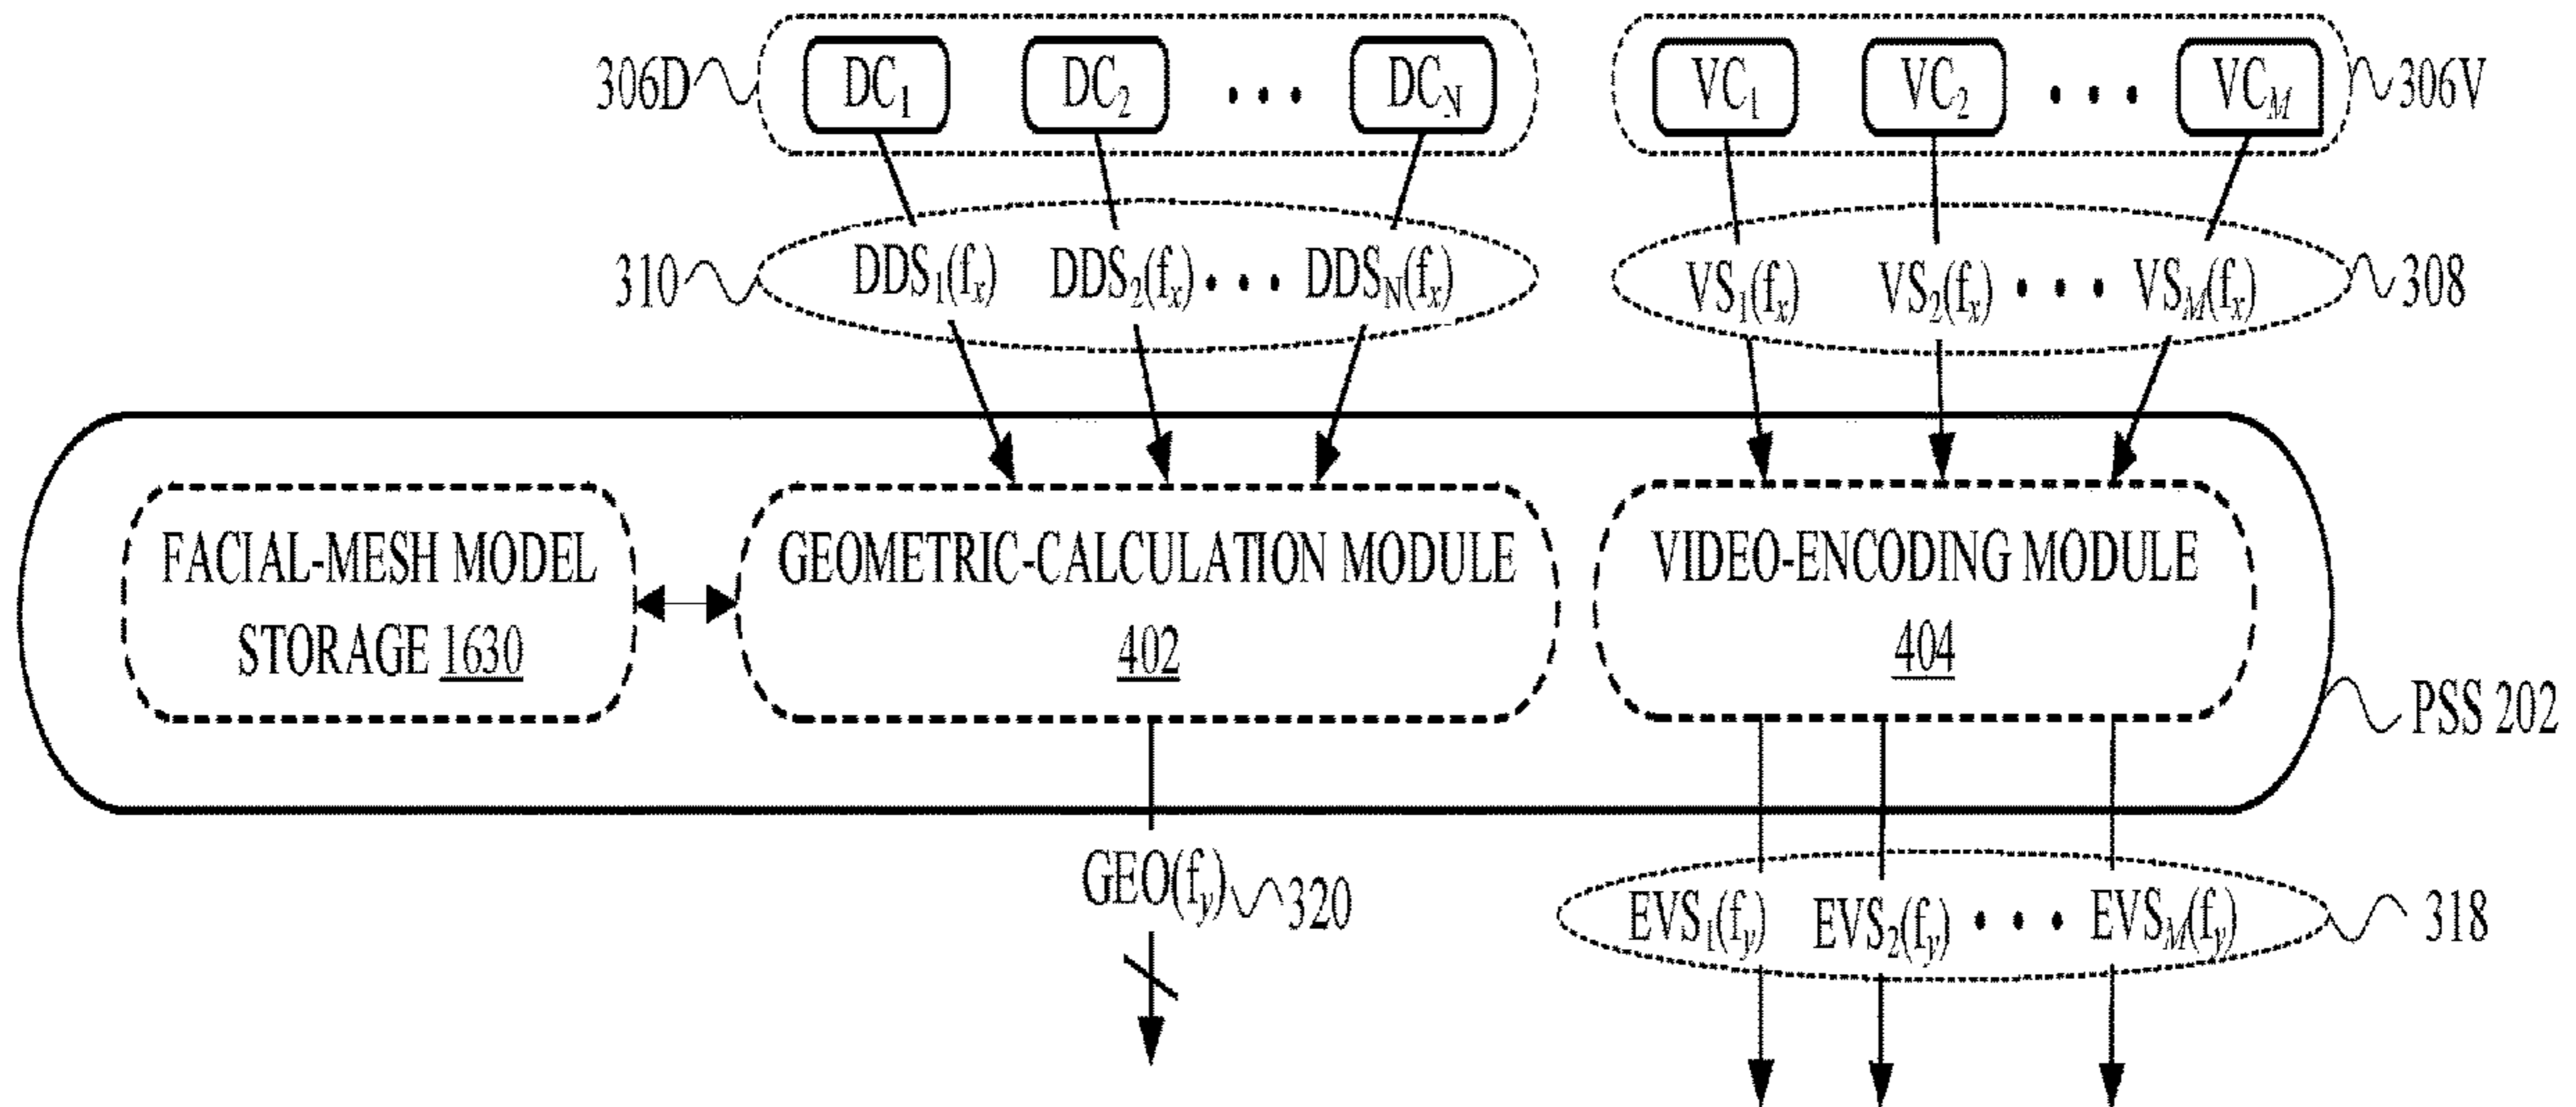 306D DC1 DC2 • • • DCN VC1 VC2 • • • VCM 306V
310 DDS1(fx) DDS2(fx) • • • DDSN(fx) VS1(fx) VS2(fx) • • • VSM(fx) 308
FACIAL-MESH MODEL
STORAGE 1630
GEOMETRIC-CALCULATION MODULE
402
VIDEO-ENCODING MODULE
404
PSS 202
GEO(fy) 320
EVS1(fy) EVS2(fy) • • • EVSM(fy) 318